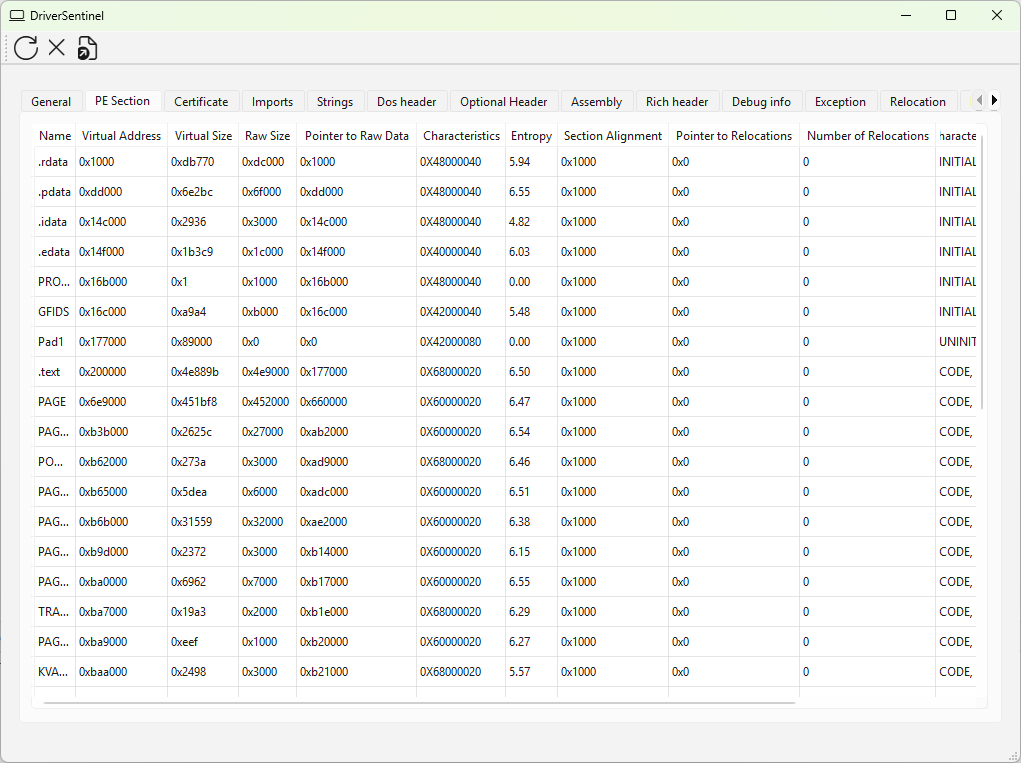 DriverSentinel
General PE Section Certificate Imports Strings Dos header Optional Header Assembly Rich header Debug info Exception Relocation
Name Virtual Address Virtual Size Raw Size Pointer to Raw Data Characteristics Entropy Section Alignment Pointer to Relocations Number of Relocations haracte
.rdata 0x1000 0xdb770 0xdc000 0x1000 0X48000040 5.94 0x1000 0x0 0 INITIAL
.pdata 0xdd000 0x6e2bc 0x6f000 0xdd000 0X48000040 6.55 0x1000 0x0 0 INITIAL
.idata 0x14c000 0x2936 0x3000 0x14c000 0X48000040 4.82 0x1000 0x0 0 INITIAL
.edata 0x14f000 0x1b3c9 0x1c000 0x14f000 0X40000040 6.03 0x1000 0x0 0 INITIAL
PRO... 0x16b000 0x1 0x1000 0x16b000 0X48000040 0.00 0x1000 0x0 0 INITIAL
GFIDS 0x16c000 0xa9a4 0xb000 0x16c000 0X42000040 5.48 0x1000 0x0 0 INITIAL
Pad1 0x177000 0x89000 0x0 0x0 0X42000080 0.00 0x1000 0x0 0 UNINIT
.text 0x200000 0x4e889b 0x4e9000 0x177000 0X68000020 6.50 0x1000 0x0 0 CODE,
PAGE 0x6e9000 0x451bf8 0x452000 0x660000 0X60000020 6.47 0x1000 0x0 0 CODE,
PAG... 0xb3b000 0x2625c 0x27000 0xab2000 0X60000020 6.54 0x1000 0x0 0 CODE,
PO... 0xb62000 0x273a 0x3000 0xad9000 0X68000020 6.46 0x1000 0x0 0 CODE,
PAG... 0xb65000 0x5dea 0x6000 0xadc000 0X60000020 6.51 0x1000 0x0 0 CODE,
PAG... 0xb6b000 0x31559 0x32000 0xae2000 0X60000020 6.38 0x1000 0x0 0 CODE,
PAG... 0xb9d000 0x2372 0x3000 0xb14000 0X60000020 6.15 0x1000 0x0 0 CODE,
PAG... 0xba0000 0x6962 0x7000 0xb17000 0X60000020 6.55 0x1000 0x0 0 CODE,
TRA... 0xba7000 0x19a3 0x2000 0xb1e000 0X68000020 6.29 0x1000 0x0 0 CODE,
PAG... 0xba9000 0xeef 0x1000 0xb20000 0X60000020 6.27 0x1000 0x0 0 CODE,
KVA... 0xbaa000 0x2498 0x3000 0xb21000 0X68000020 5.57 0x1000 0x0 0 CODE,